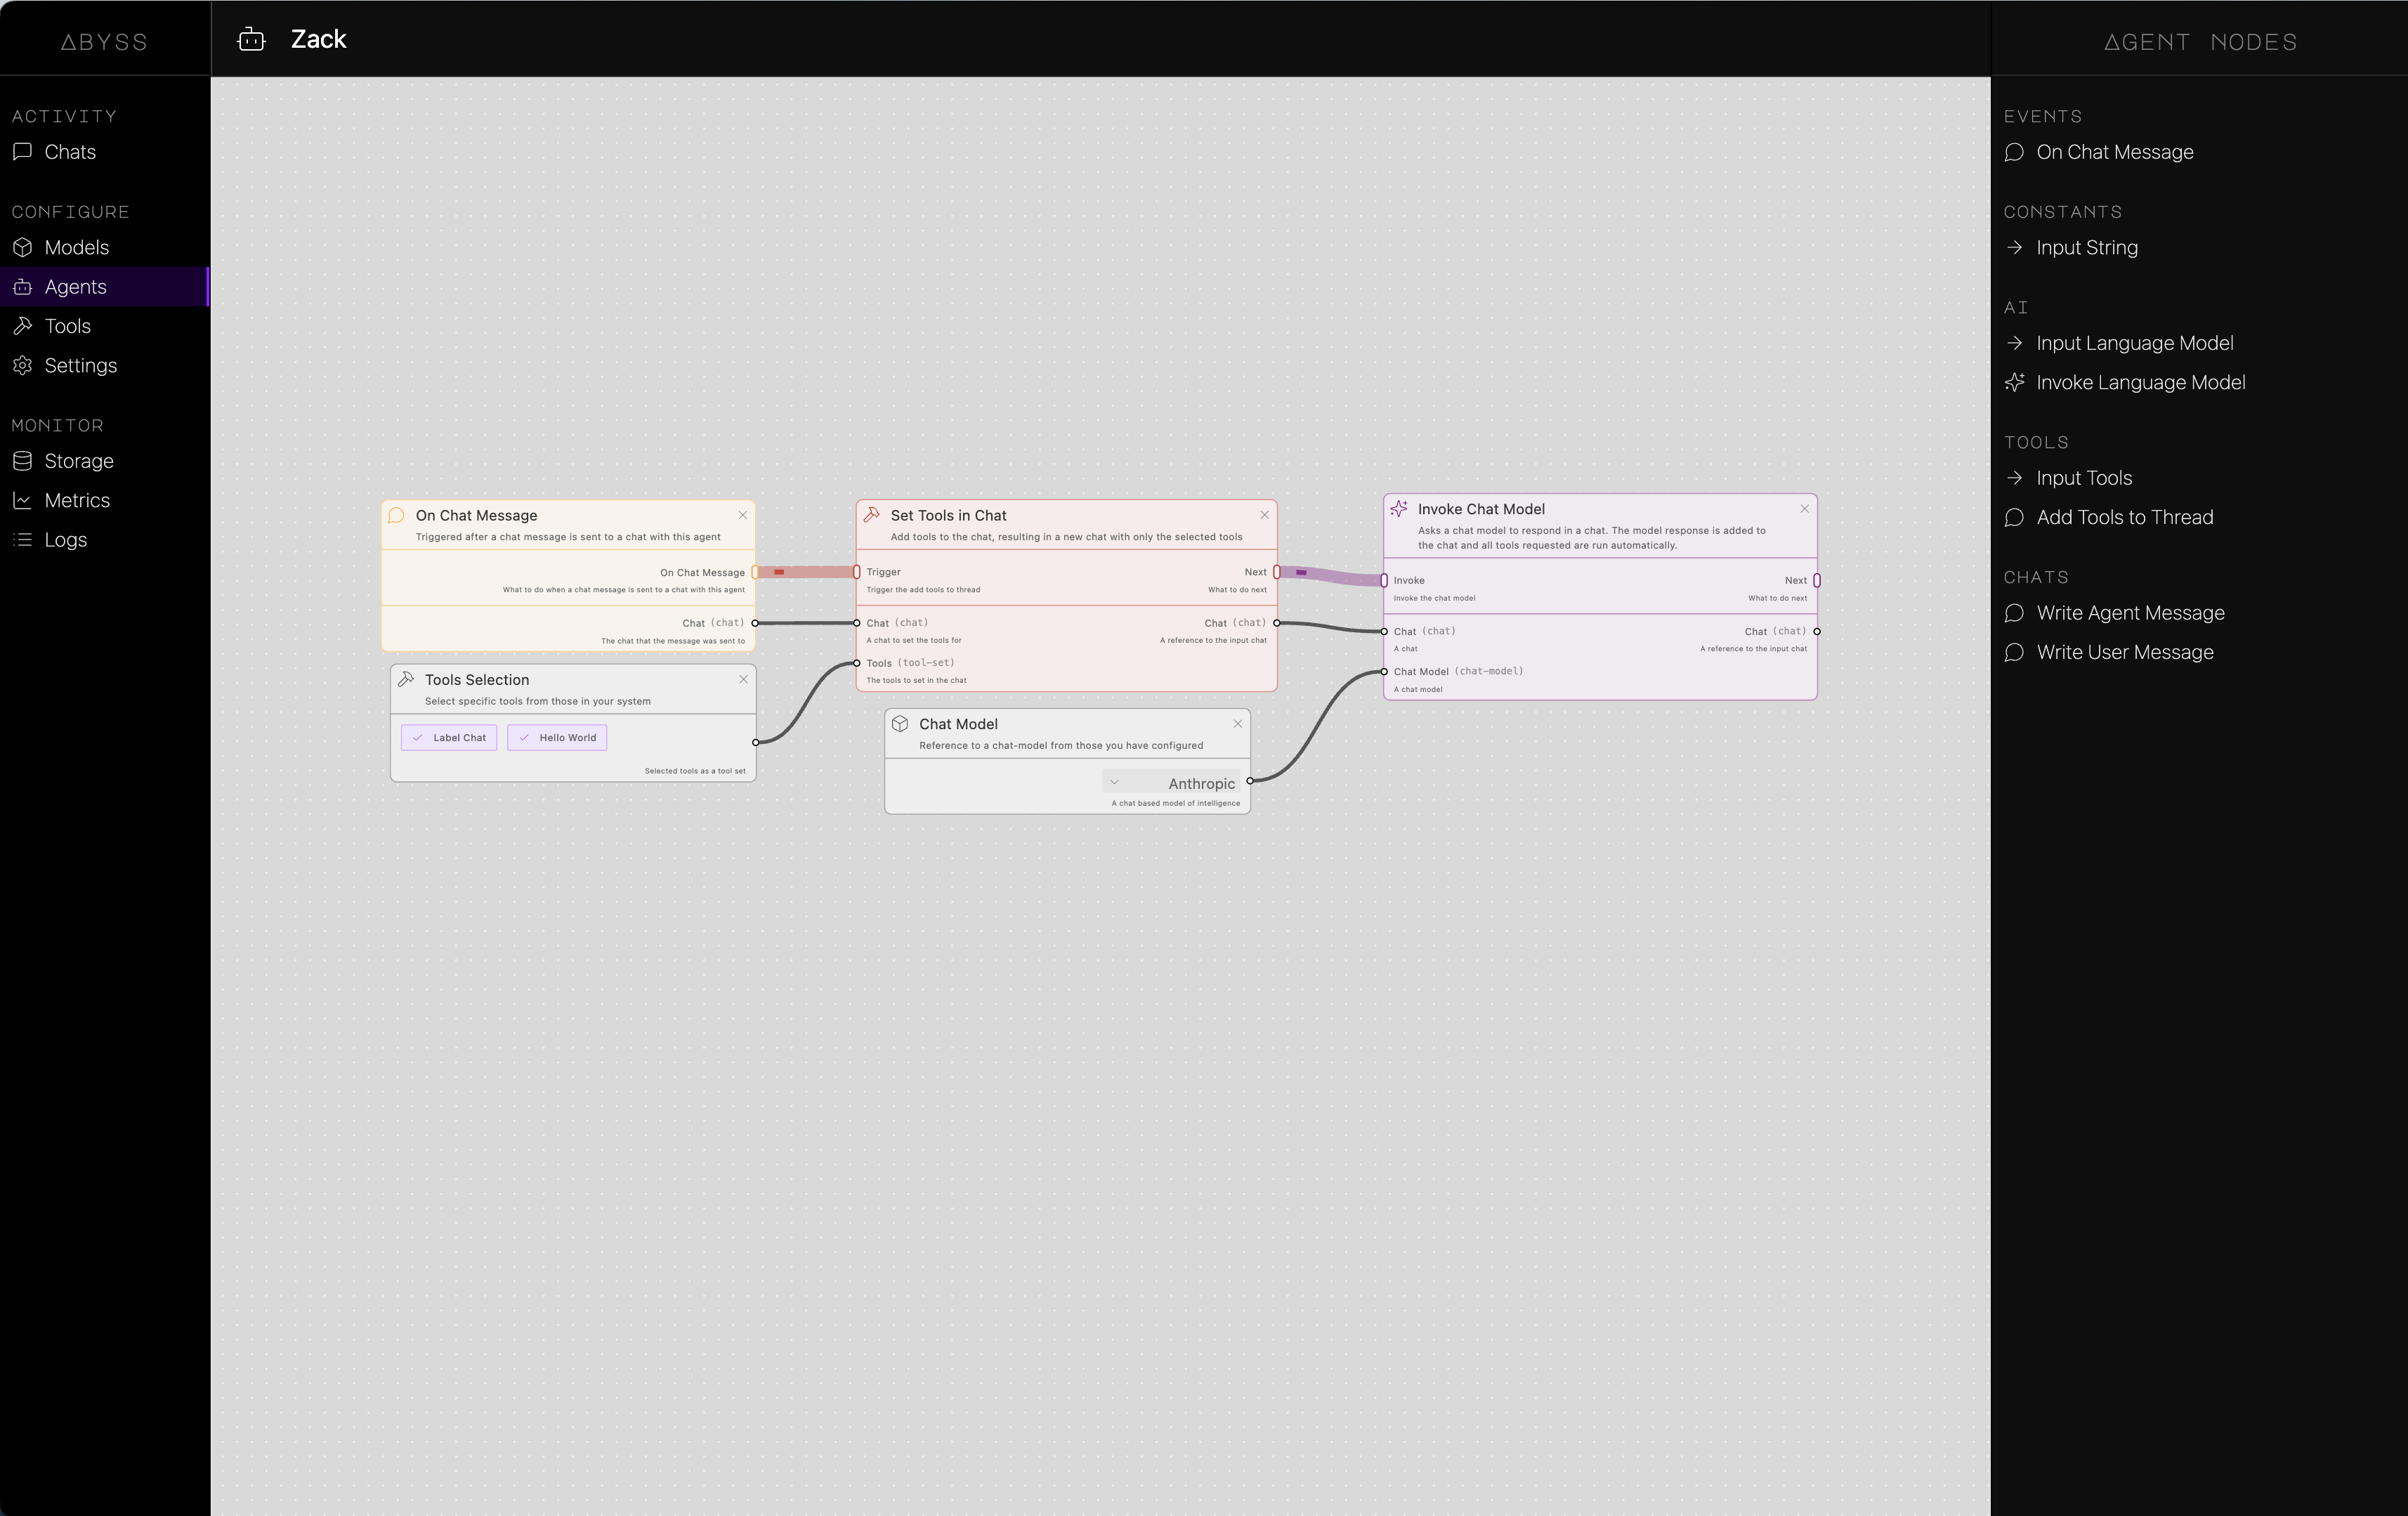 ABYSS
ACTIVITY
Chats
CONFIGURE
Models
Agents
Tools
Settings
MONITOR
Storage
Metrics
Logs
Zack
On Chat Message
Triggered after a chat message is sent to a chat with this agent
On Chat Message
What to do when a chat message is sent to a chat with this agent
Chat (chat)
The chat that the message was sent to
Tools Selection
Select specific tools from those in your system
Label Chat
Hello World
Selected tools as a tool set
Set Tools in Chat
Add tools to the chat, resulting in a new chat with only the selected tools
Trigger
Next
Trigger the add tools to thread
What to do next
Chat (chat)
Chat (chat)
A chat to set the tools for
A reference to the input chat
Tools (tool-set)
The tools to set in the chat
Chat Model
Reference to a chat-model from those you have configured
Anthropic
A chat based model of intelligence
Invoke Chat Model
Asks a chat model to respond in a chat. The model response is added to
the chat and all tools requested are run automatically.
Invoke
Next
Invoke the chat model
What to do next
Chat (chat)
Chat (chat)
A chat
A reference to the input chat
Chat Model (chat-model)
A chat model
AGENT NODES
EVENTS
On Chat Message
CONSTANTS
Input String
AI
Input Language Model
Invoke Language Model
TOOLS
Input Tools
Add Tools to Thread
CHATS
Write Agent Message
Write User Message